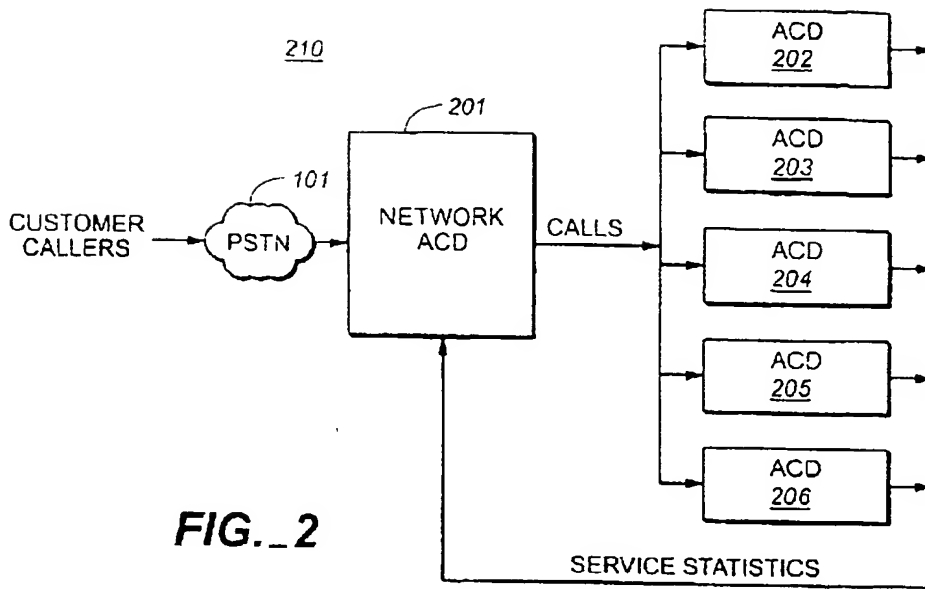 210
201
101
CUSTOMER
CALLERS
PSTN
NETWORK
ACD
CALLS
ACD
202
ACD
203
ACD
204
ACD
205
ACD
206
FIG._2
SERVICE STATISTICS